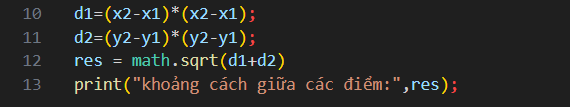 10 d1=(x2-x1)*(x2-x1);
11 d2=(y2-y1)*(y2-y1);
12 res = math.sqrt(d1+d2)
13 print("khoảng cách giữa các điểm:",res);